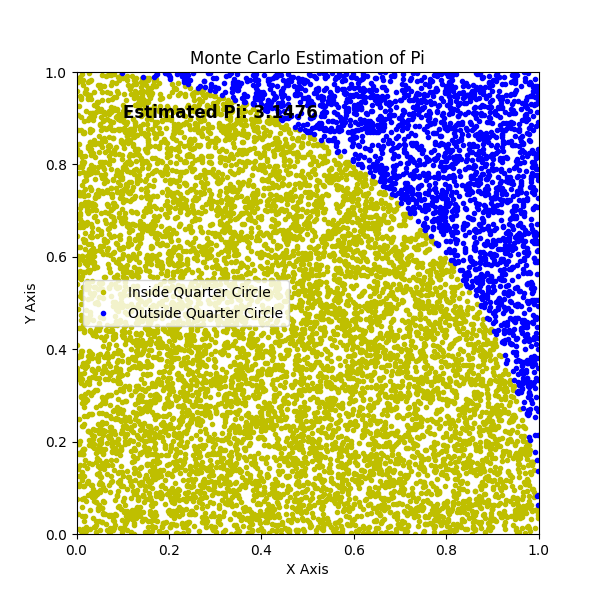 Monte Carlo Estimation of Pi
1.0
Estimated Pi: 3.1476
0.8
0.6
Y Axis
Inside Quarter Circle
Outside Quarter Circle
0.4
0.2
0.0
0.0 0.2 0.4 0.6 0.8 1.0
X Axis